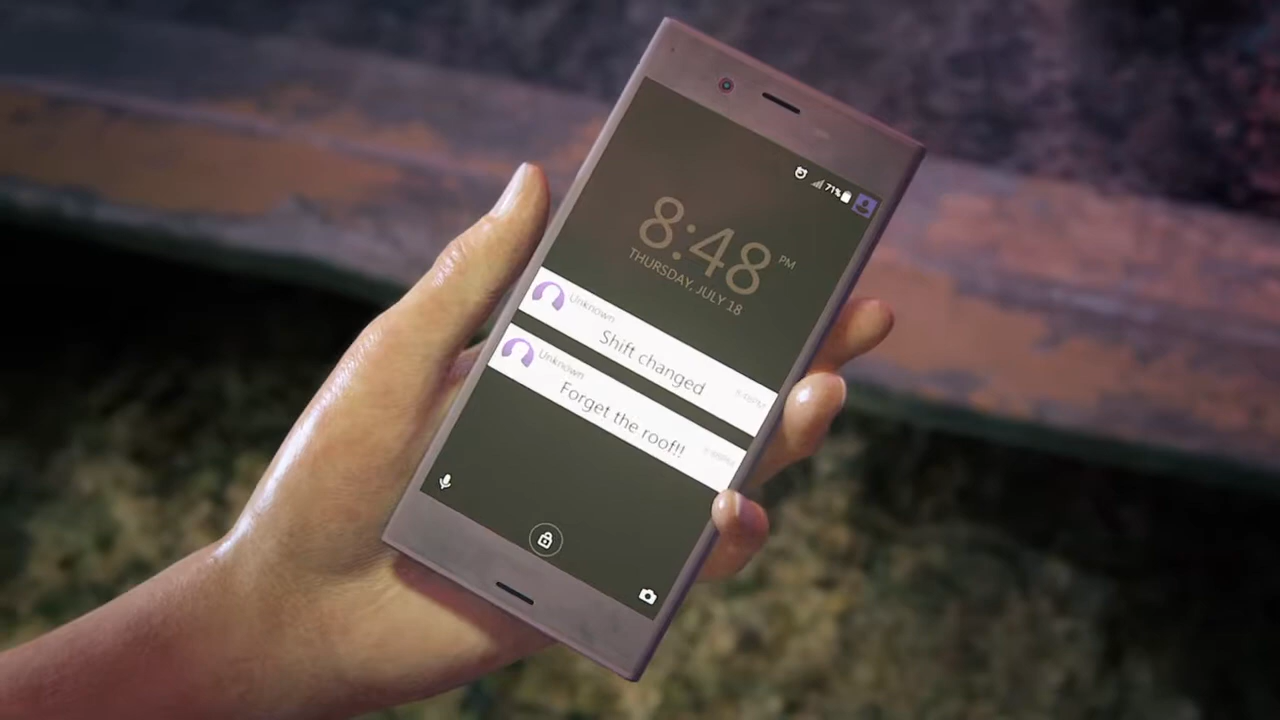 71%
8:48 PM
THURSDAY, JULY 18
Unknown
Shift changed
Unknown
Forget the roof!!